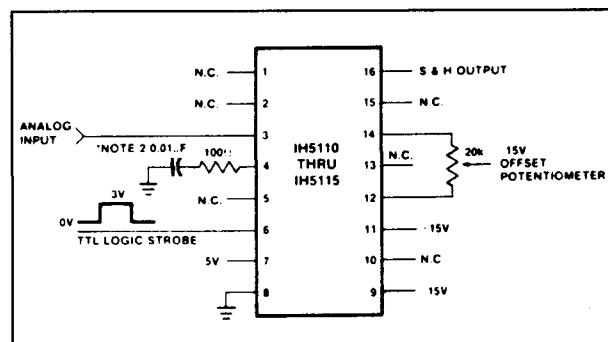 N.C. 1
N.C. 2
ANALOG INPUT 3
*NOTE 2 0.01..F 100Ω 4
N.C. 5
3V
0V
TTL LOGIC STROBE 6
5V 7
8
IH5110
THRU
IH5115
16 S & H OUTPUT
15 N.C.
14
N.C. 13
20k
15V
OFFSET
POTENTIOMETER
12
11 -15V
10 N.C
9 15V